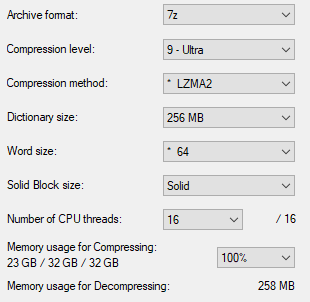 Archive format: 7z
Compression level: 9 - Ultra
Compression method: * LZMA2
Dictionary size: 256 MB
Word size: * 64
Solid Block size: Solid
Number of CPU threads: 16 / 16
Memory usage for Compressing:
23 GB / 32 GB / 32 GB 100%
Memory usage for Decompressing: 258 MB